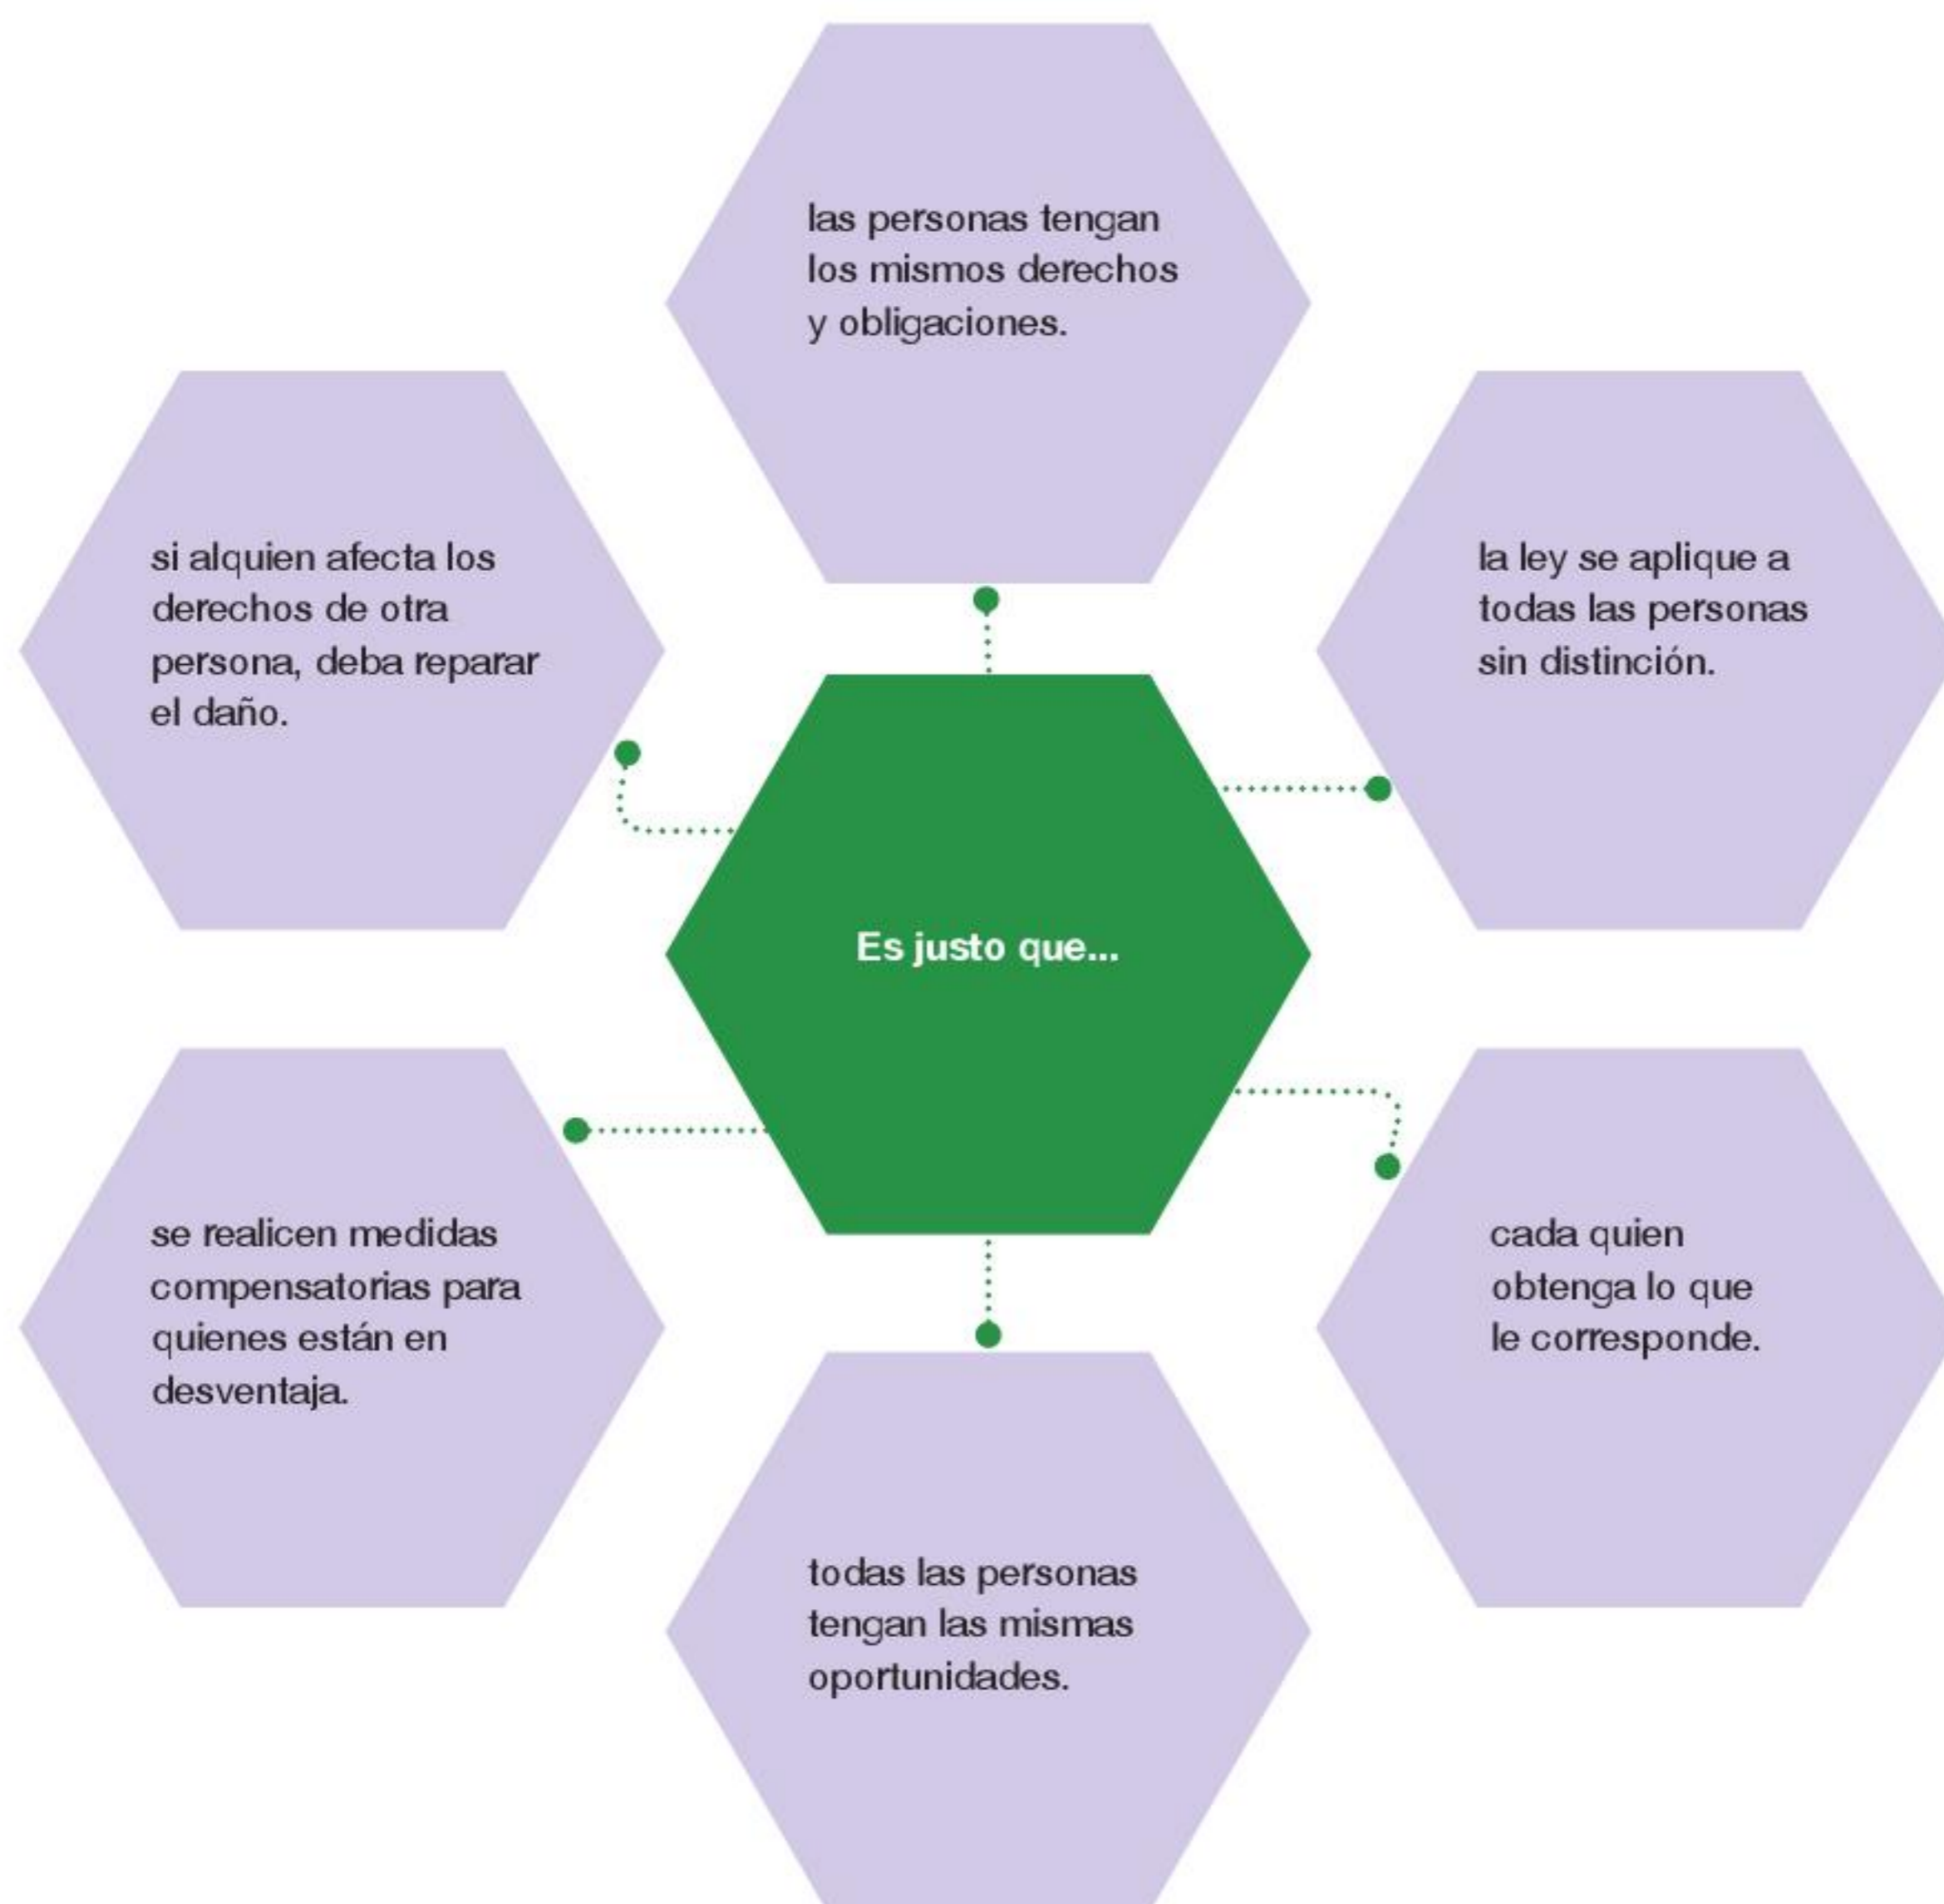 las personas tengan
los mismos derechos
y obligaciones.
si alguien afecta los
derechos de otra
persona, deba reparar
el daño.
la ley se aplique a
todas las personas
sin distinción.
Es justo que...
se realicen medidas
compensatorias para
quienes están en
desventaja.
cada quien
obtenga lo que
le corresponde.
todas las personas
tengan las mismas
oportunidades.